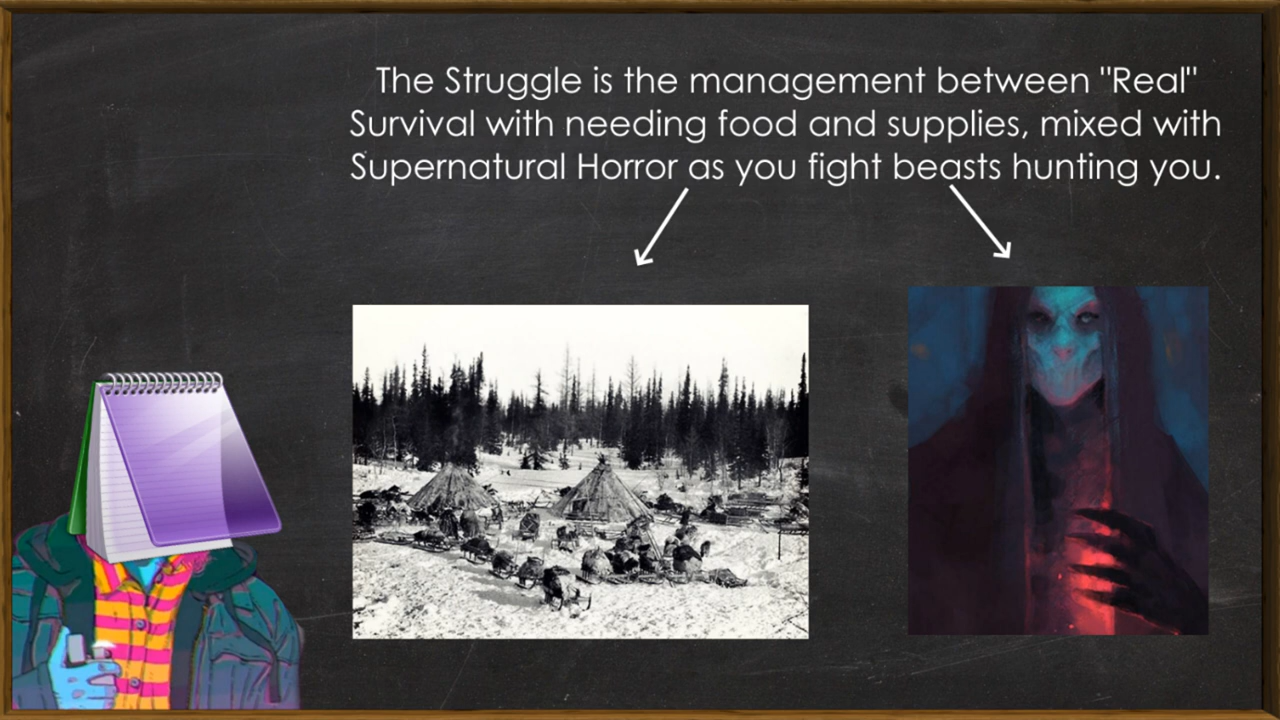 The Struggle is the management between "Real"
Survival with needing food and supplies, mixed with
Supernatural Horror as you fight beasts hunting you.